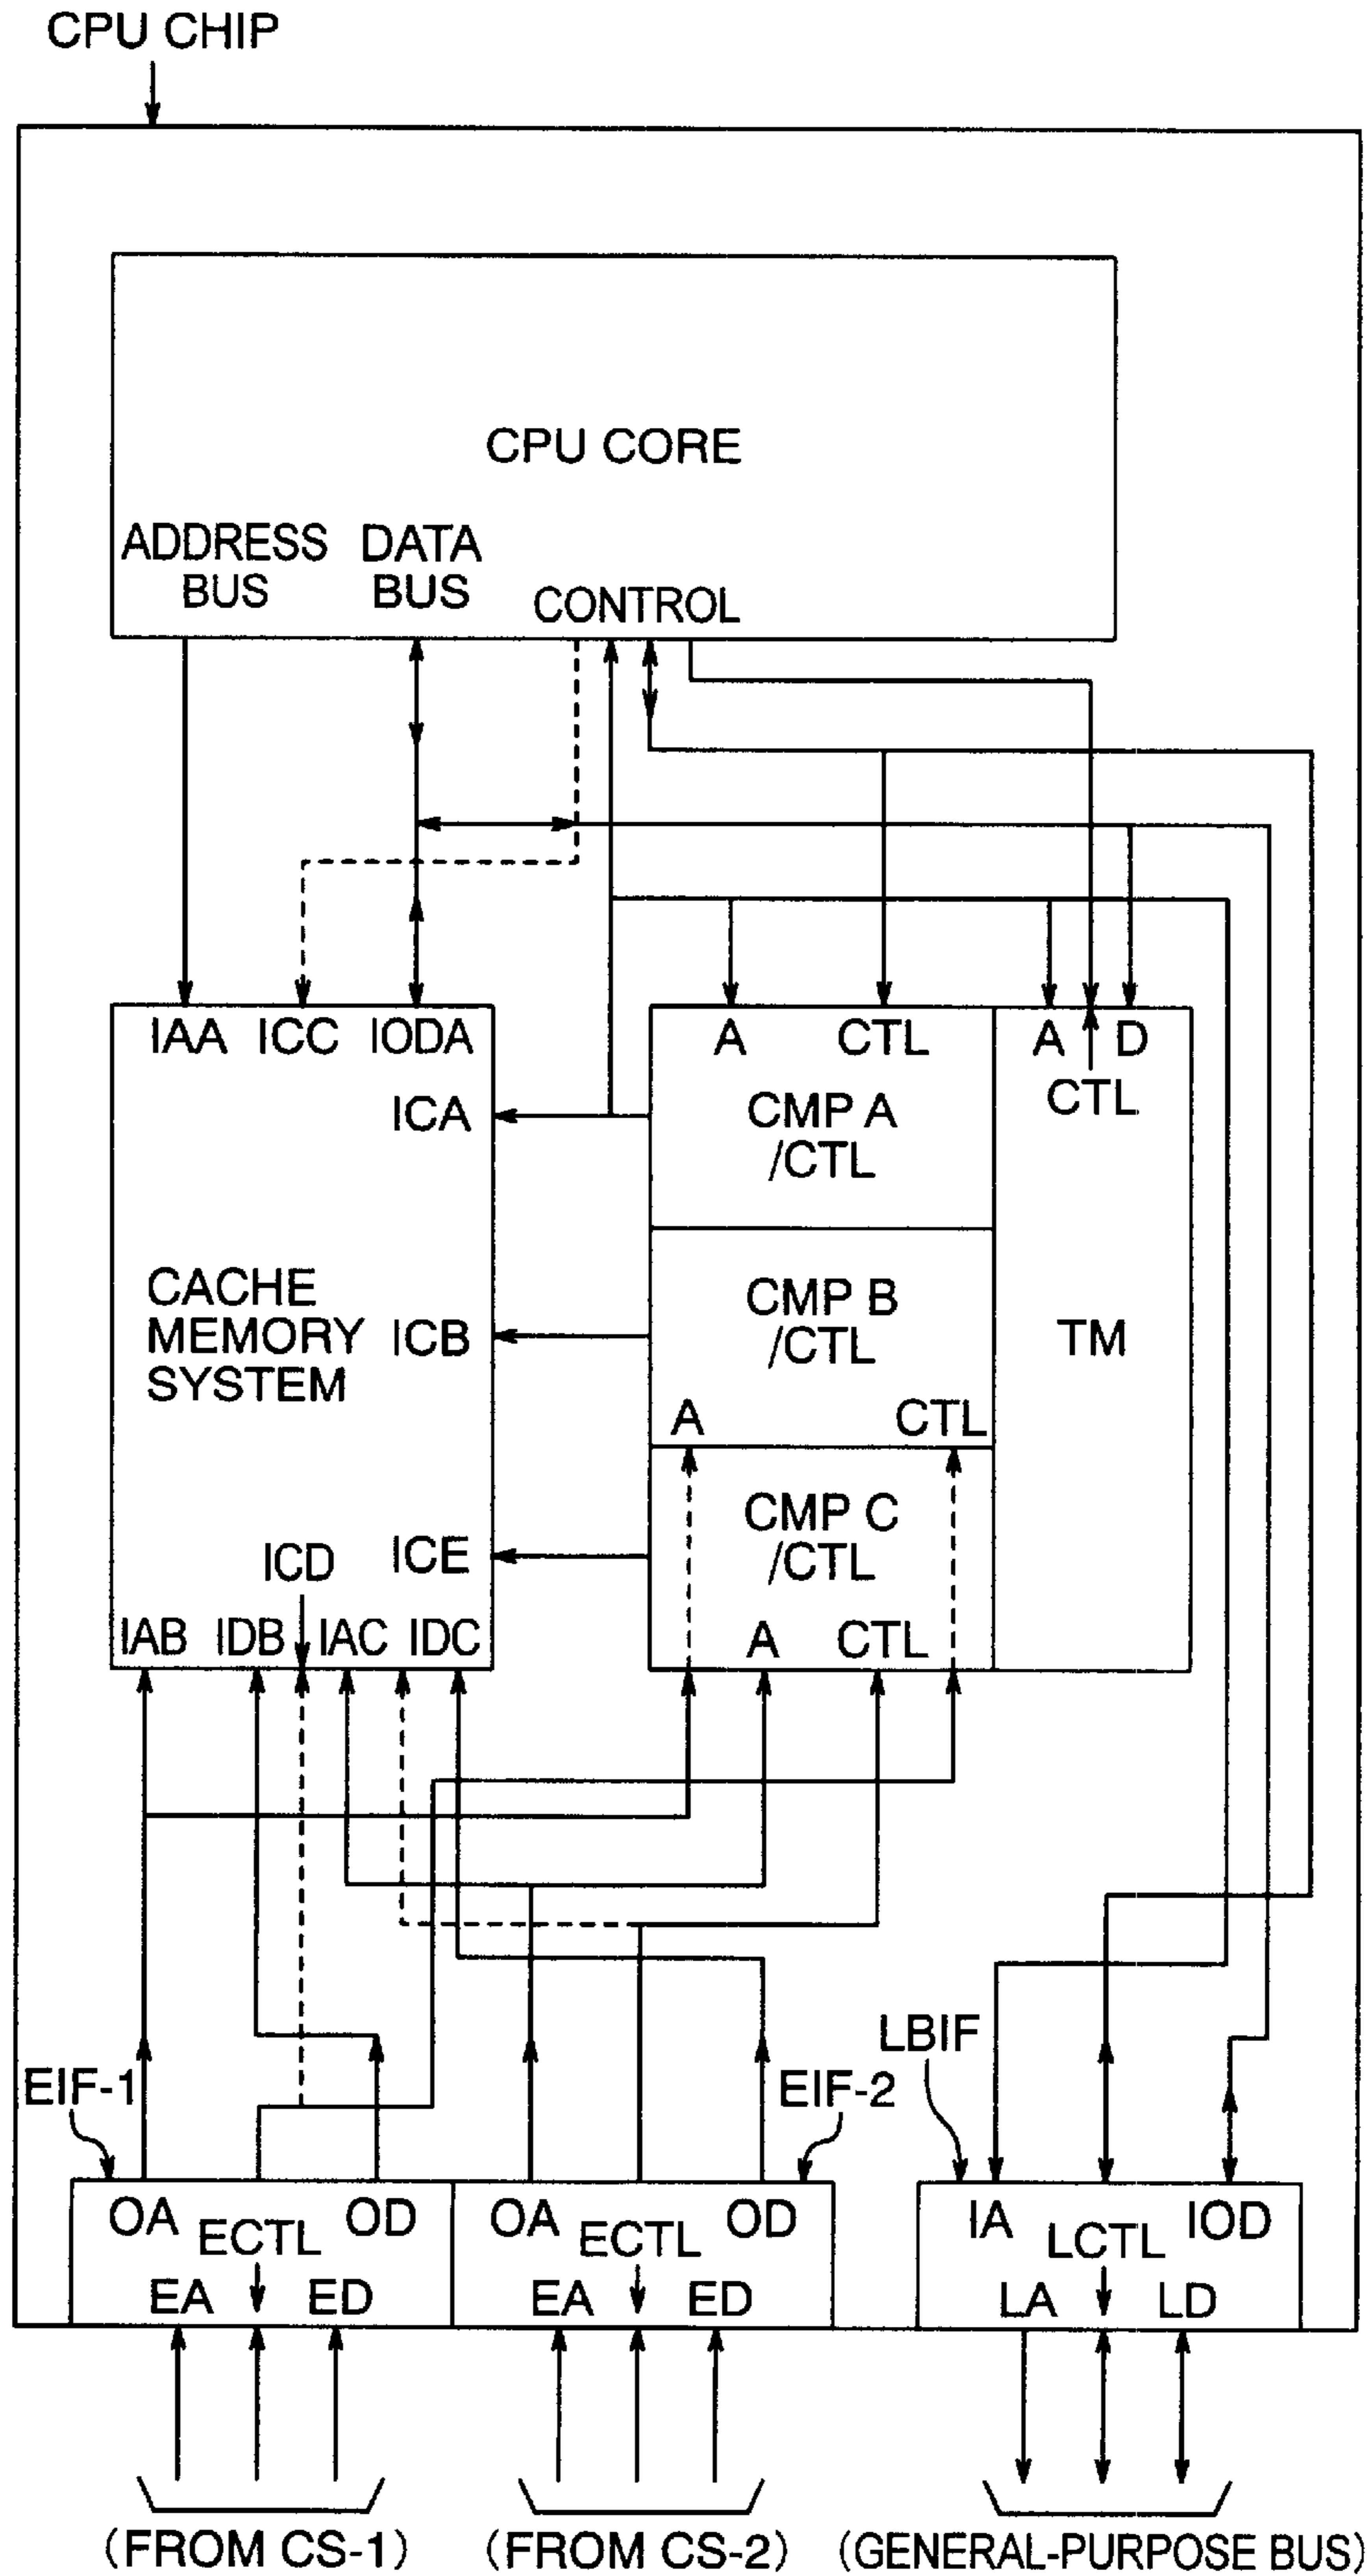 CPU CHIP
CPU CORE
ADDRESS
BUS
DATA
BUS
CONTROL
IAA ICC IODA
ICA
CACHE
MEMORY
SYSTEM
ICB
ICD
ICE
IAB IDB IAC IDC
A CTL
CMP A
/CTL
CMP B
/CTL
A CTL
CMP C
/CTL
A CTL
A D
CTL
TM
EIF-1
EIF-2
LBIF
OA ECTL OD
EA ED
OA ECTL OD
EA ED
IA LCTL IOD
LA LD
(FROM CS-1)
(FROM CS-2)
(GENERAL-PURPOSE BUS)